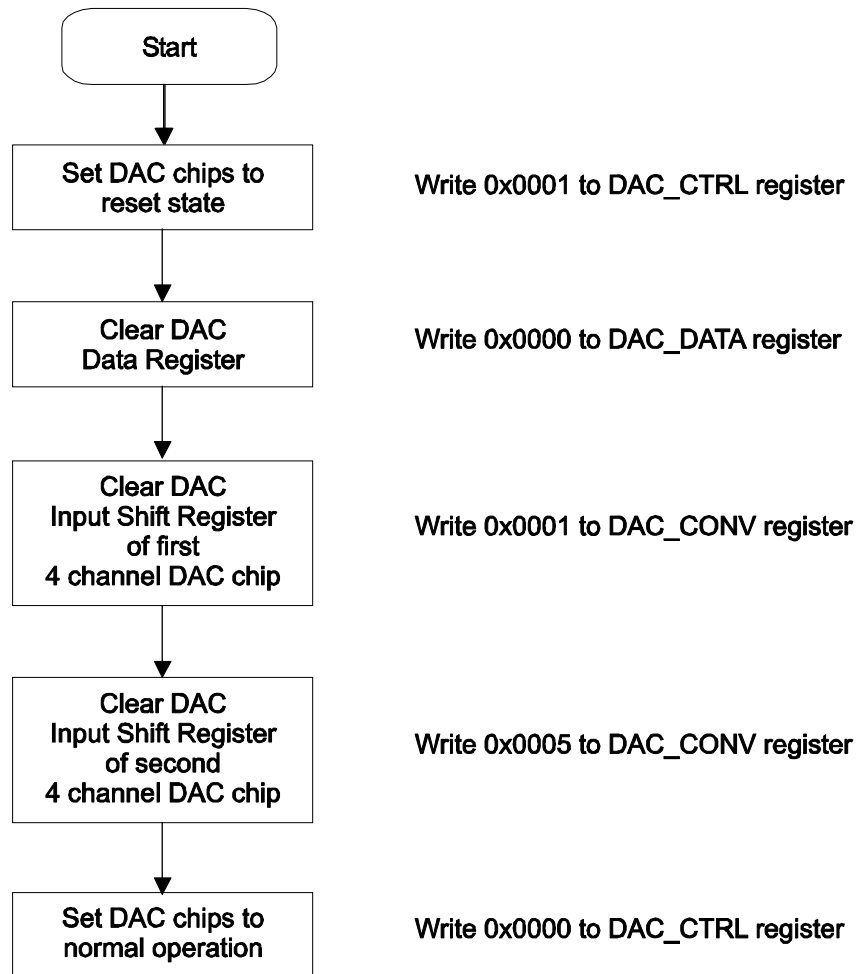 Start
Set DAC chips to
reset state
Write 0x0001 to DAC_CTRL register
Clear DAC
Data Register
Write 0x0000 to DAC_DATA register
Clear DAC
Input Shift Register
of first
4 channel DAC chip
Write 0x0001 to DAC_CONV register
Clear DAC
Input Shift Register
of second
4 channel DAC chip
Write 0x0005 to DAC_CONV register
Set DAC chips to
normal operation
Write 0x0000 to DAC_CTRL register